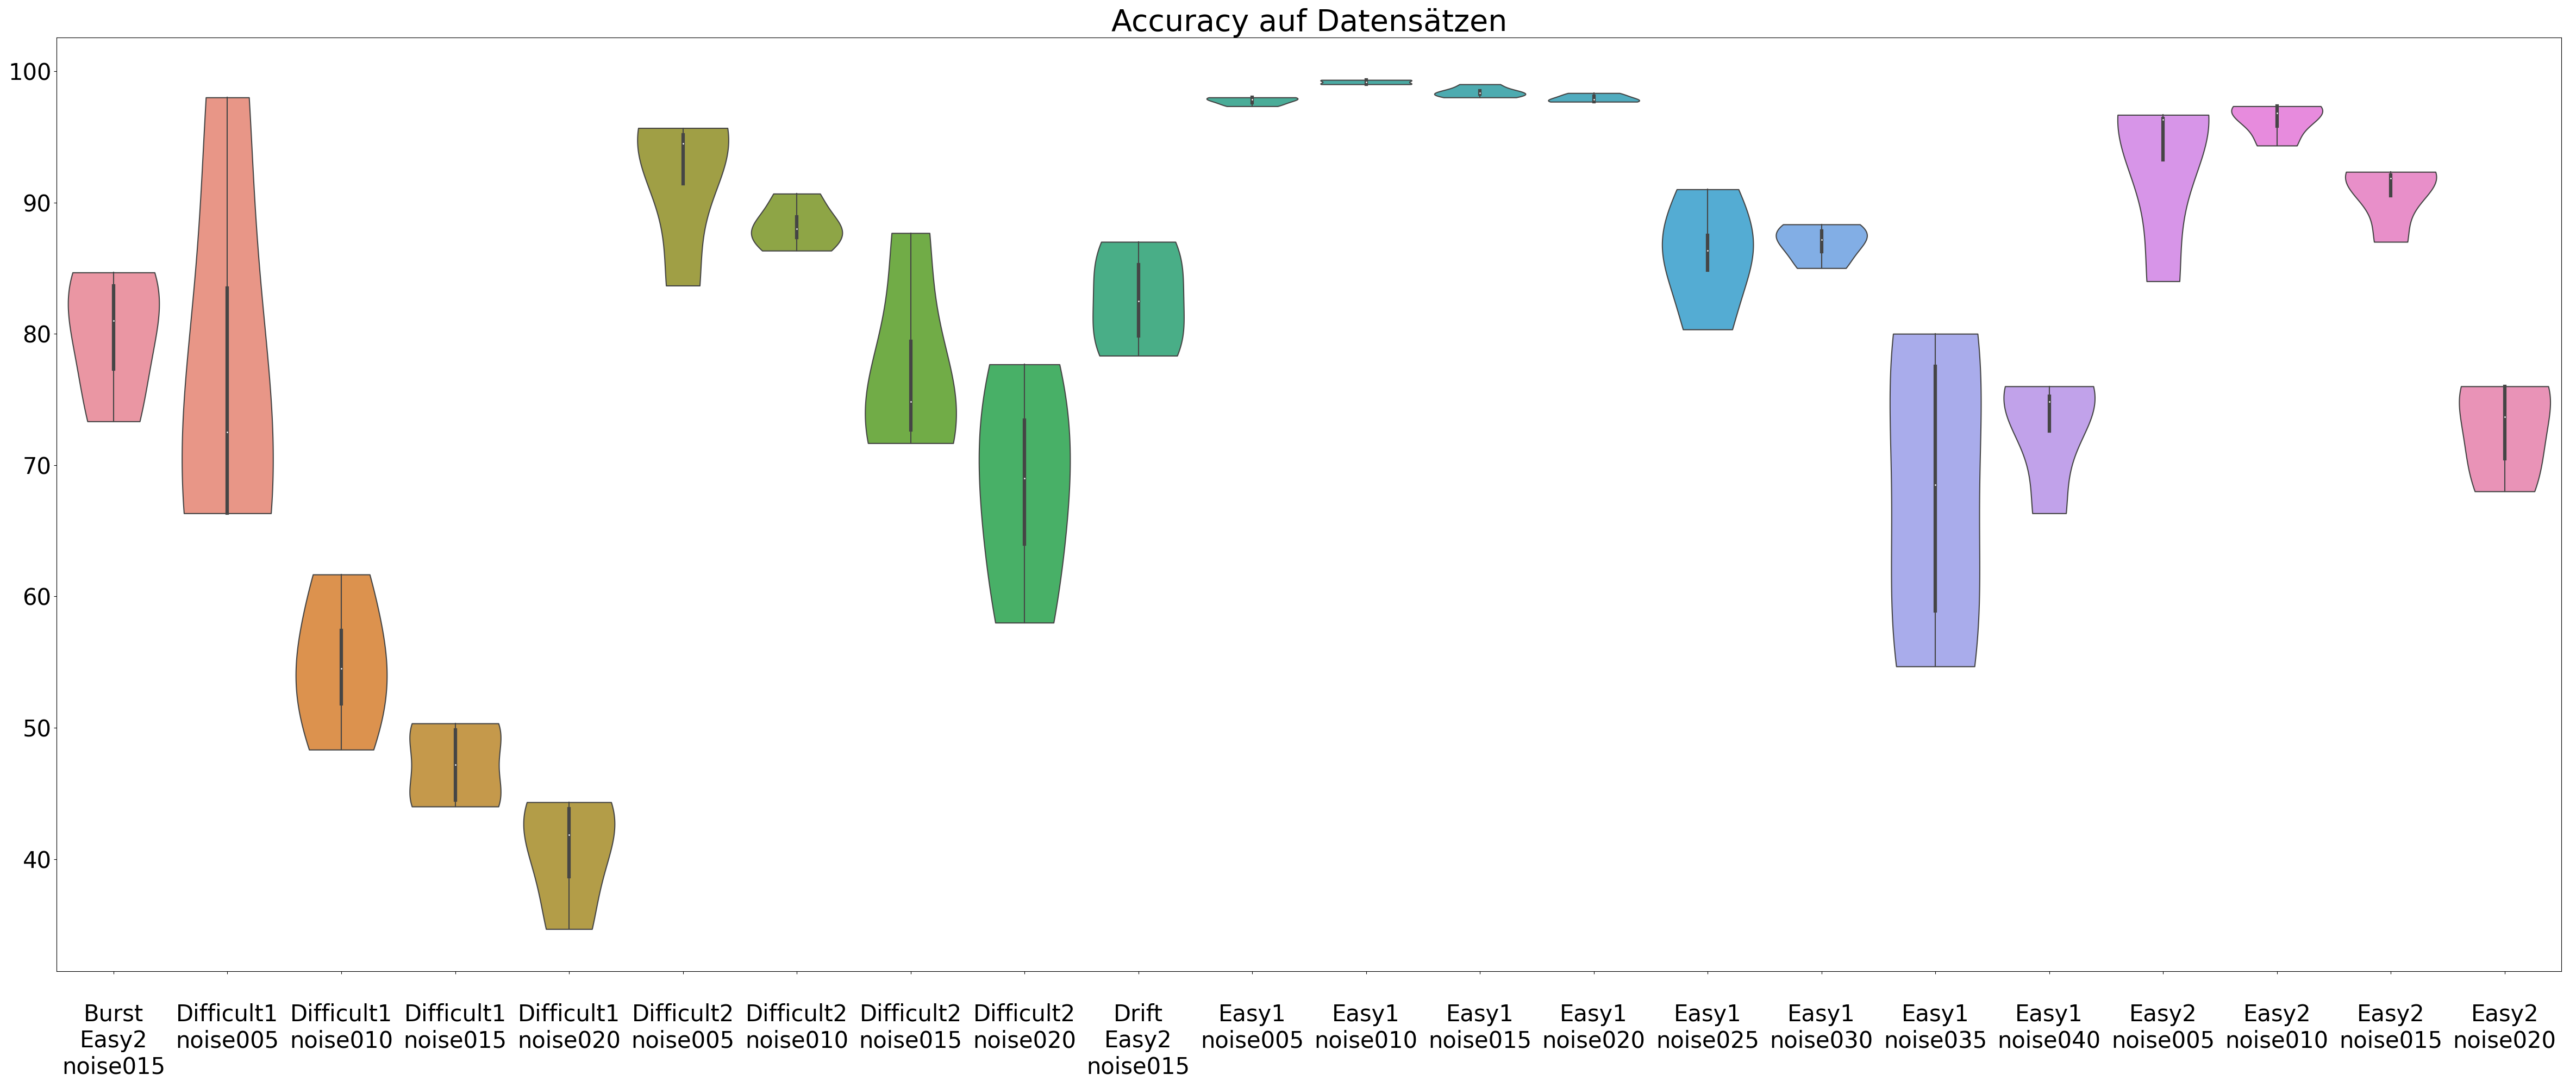 Accuracy auf Datensätzen
100
90
80
70
60
50
40
Burst
Easy2
noise015
Difficult1
noise005
Difficult1
noise010
Difficult1
noise015
Difficult1
noise020
Difficult2
noise005
Difficult2
noise010
Difficult2
noise015
Difficult2
noise020
Drift
Easy2
noise015
Easy1
noise005
Easy1
noise010
Easy1
noise015
Easy1
noise020
Easy1
noise025
Easy1
noise030
Easy1
noise035
Easy1
noise040
Easy2
noise005
Easy2
noise010
Easy2
noise015
Easy2
noise020